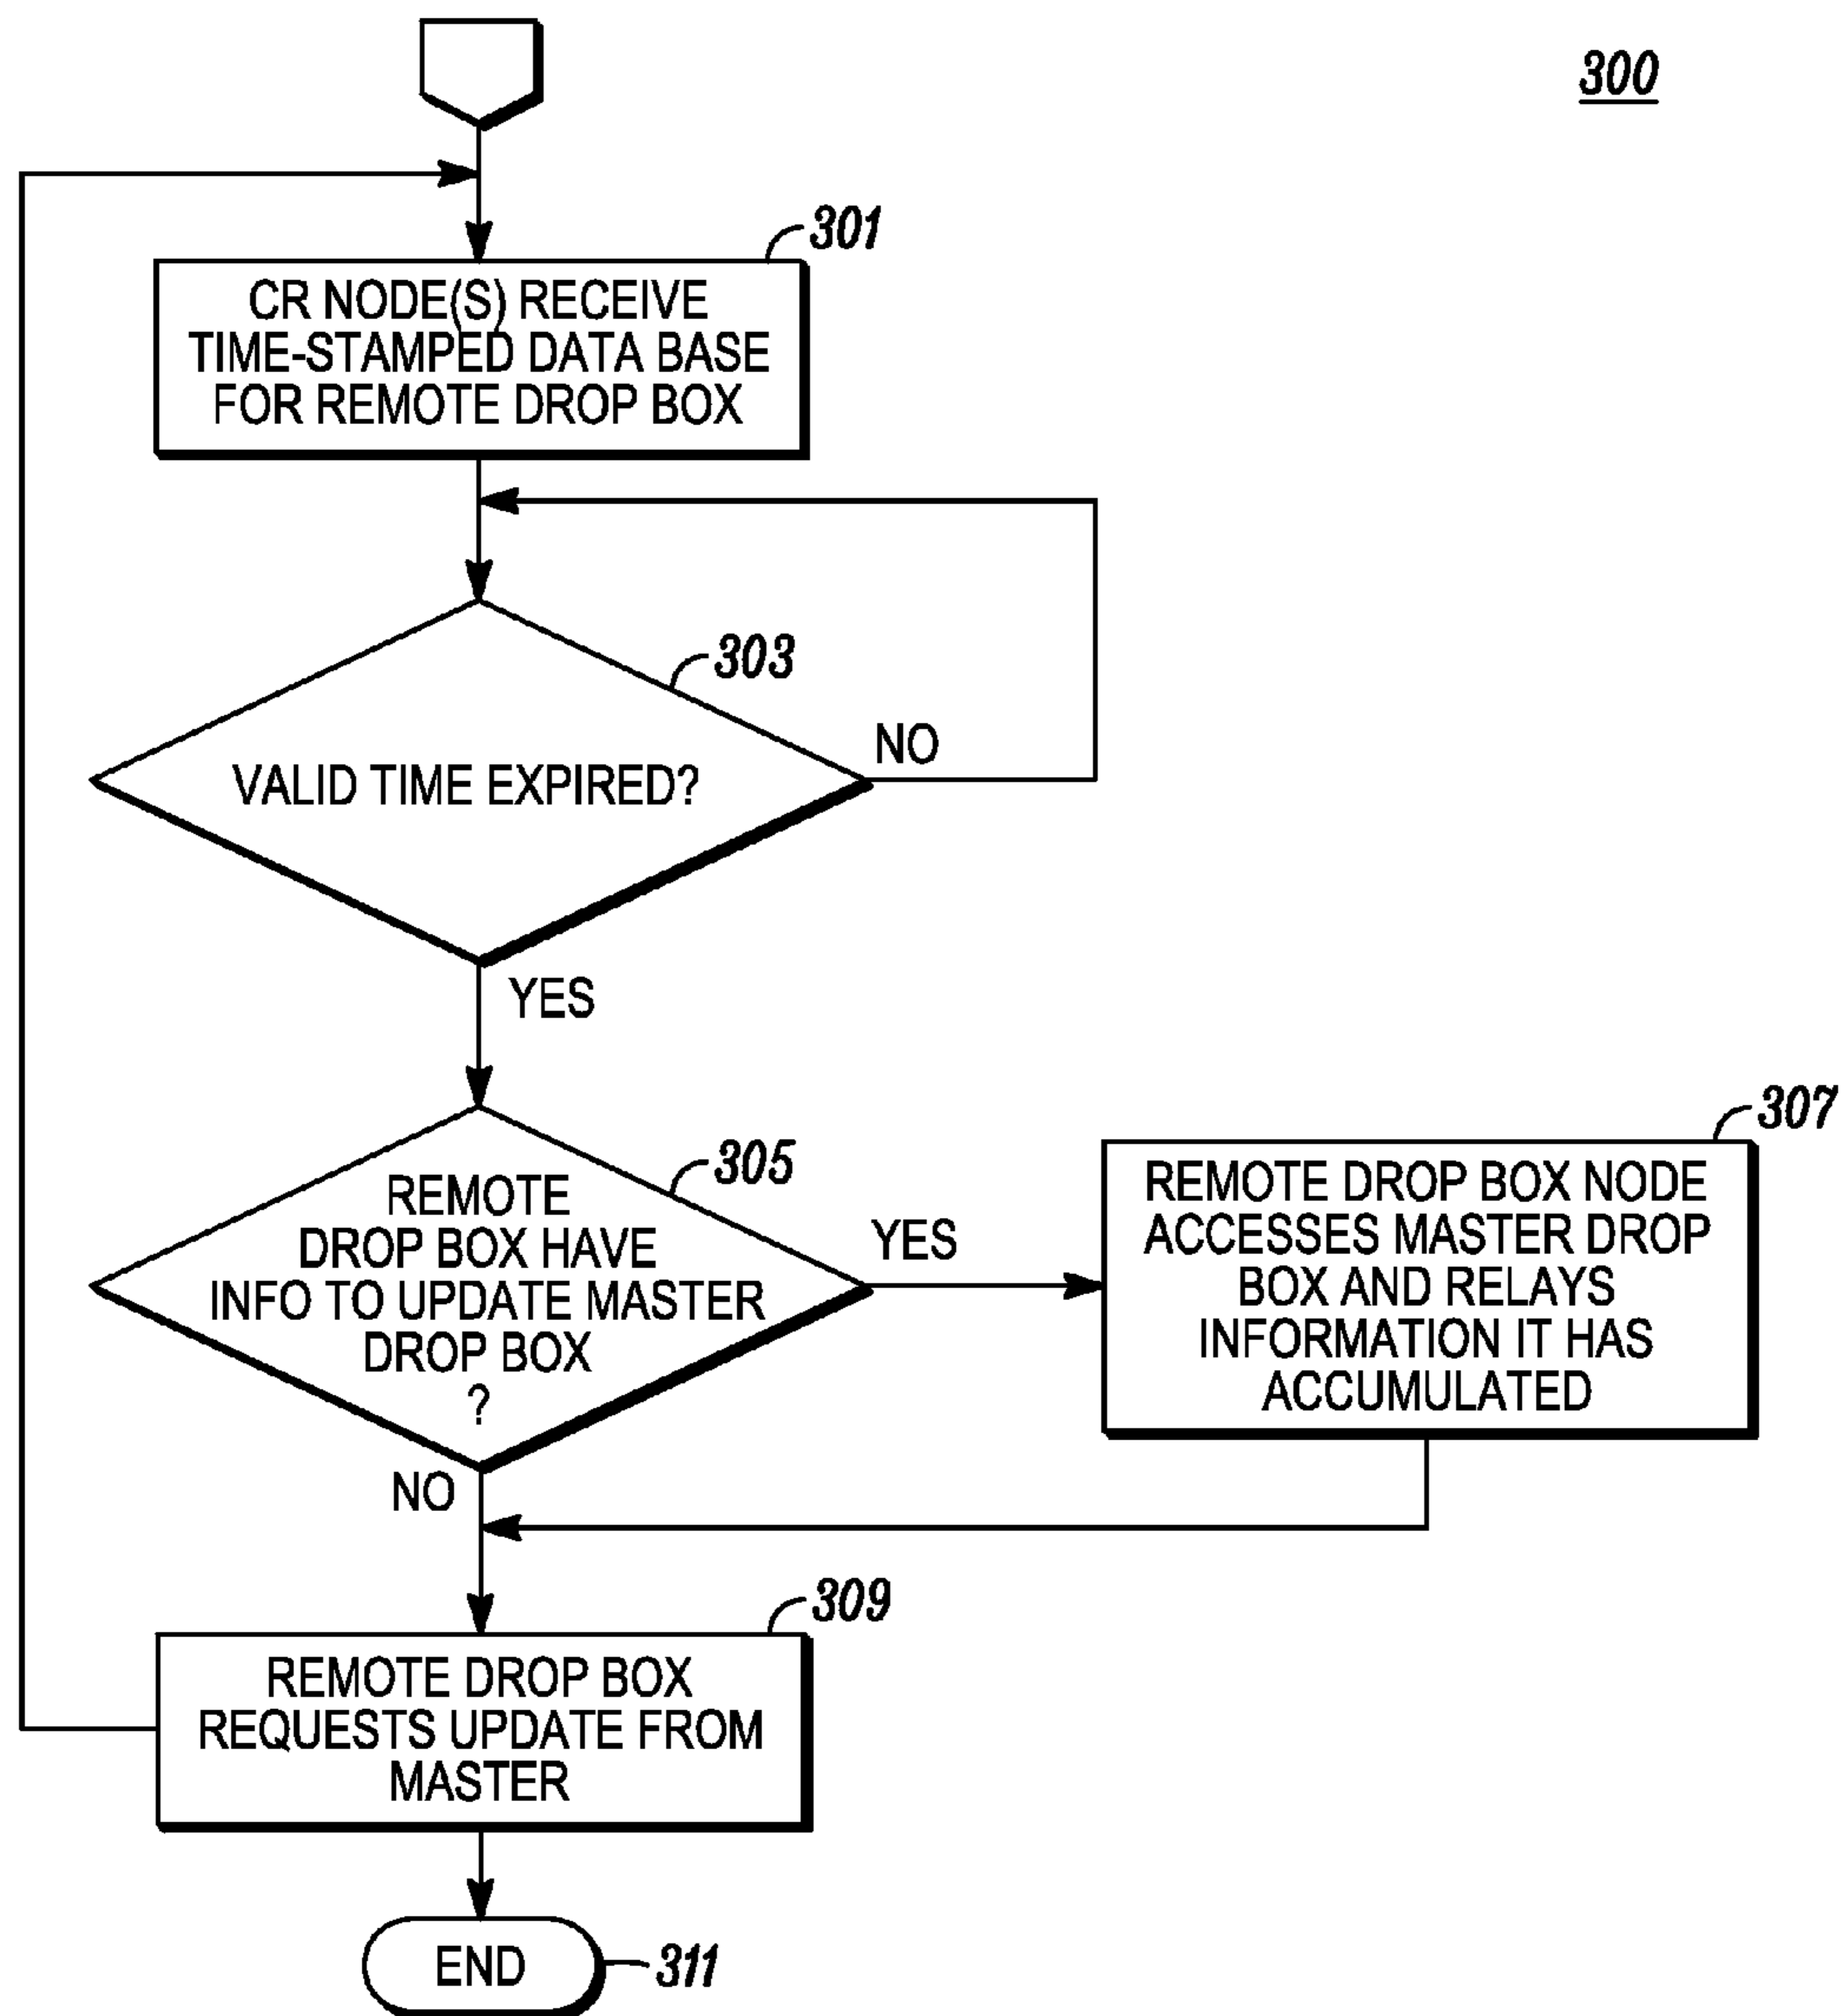 300
301
CR NODE(S) RECEIVE
TIME-STAMPED DATA BASE
FOR REMOTE DROP BOX
303
VALID TIME EXPIRED?
NO
YES
305
REMOTE
DROP BOX HAVE
INFO TO UPDATE MASTER
DROP BOX
?
YES
307
REMOTE DROP BOX NODE
ACCESSES MASTER DROP
BOX AND RELAYS
INFORMATION IT HAS
ACCUMULATED
NO
309
REMOTE DROP BOX
REQUESTS UPDATE FROM
MASTER
END
311